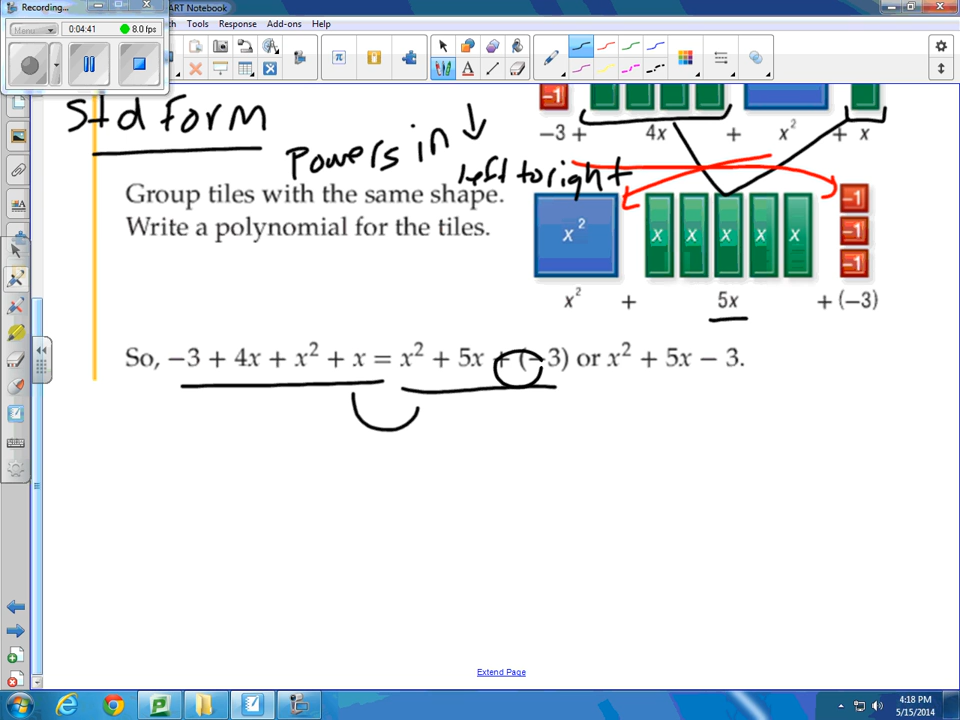 Recording...
ART Notebook
Menu
0:04:41
8.0 fps
Tools Response Add-ons Help
Std Form
Powers in ↓
left to right
−1
−3 + 4x + x² + x
Group tiles with the same shape.
Write a polynomial for the tiles.
x² x x x x x −1
−1
−1
x² + 5x + (−3)
So, −3 + 4x + x² + x = x² + 5x + (−3) or x² + 5x − 3.
Extend Page
4:18 PM
5/15/2014